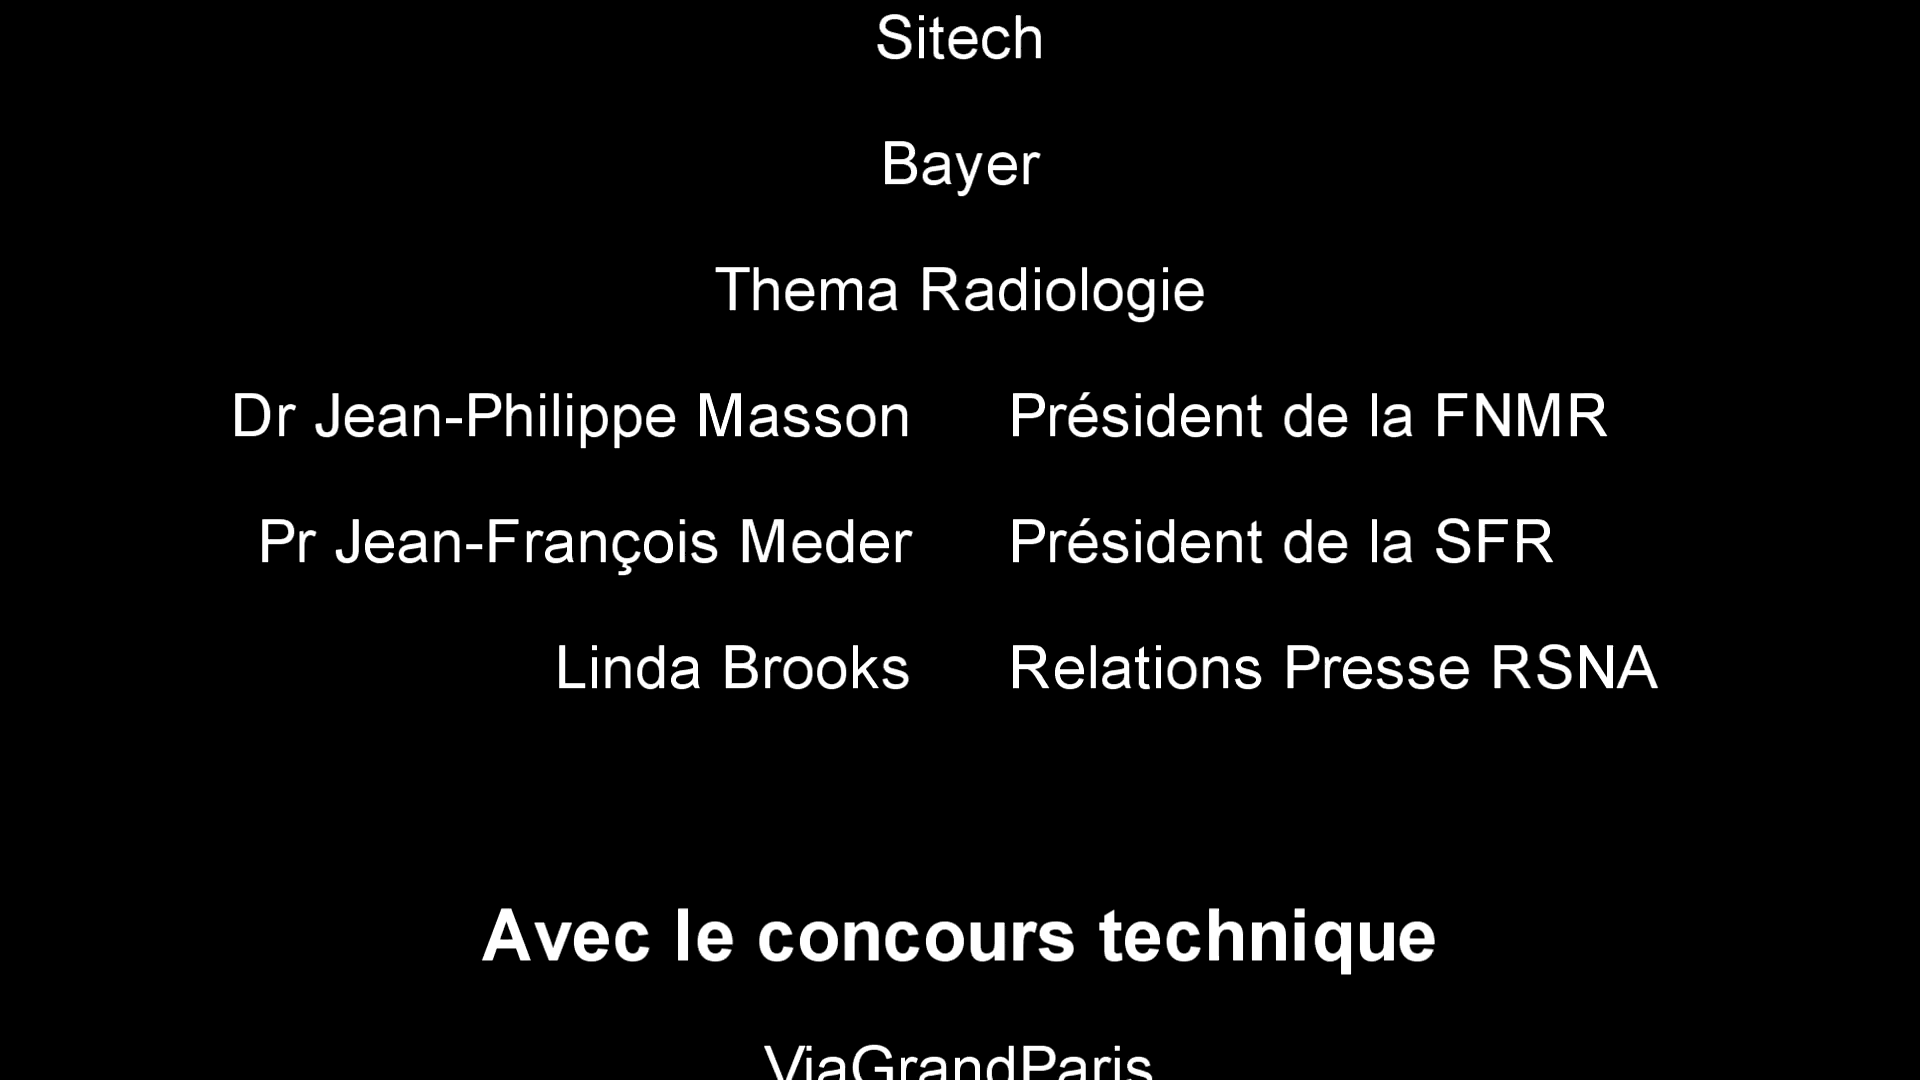 Sitech
Bayer
Thema Radiologie
Dr Jean-Philippe Masson Président de la FNMR
Pr Jean-François Meder Président de la SFR
Linda Brooks Relations Presse RSNA
Avec le concours technique
ViaGrandParis